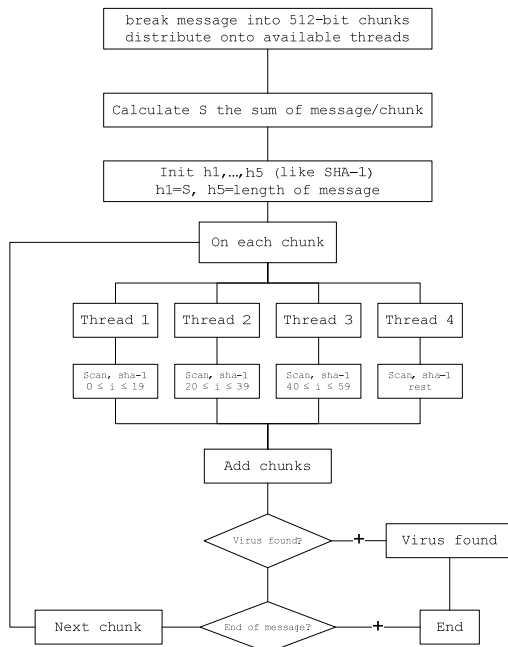 break message into 512-bit chunks
distribute onto available threads
Calculate S the sum of message/chunk
Init h1,…,h5 (like SHA-1)
h1=S, h5=length of message
On each chunk
Thread 1
Thread 2
Thread 3
Thread 4
Scan, sha-1
0 ≤ i ≤ 19
Scan, sha-1
20 ≤ i ≤ 39
Scan, sha-1
40 ≤ i ≤ 59
Scan, sha-1
rest
Add chunks
Virus found?
+
Virus found
Next chunk
End of message?
+
End